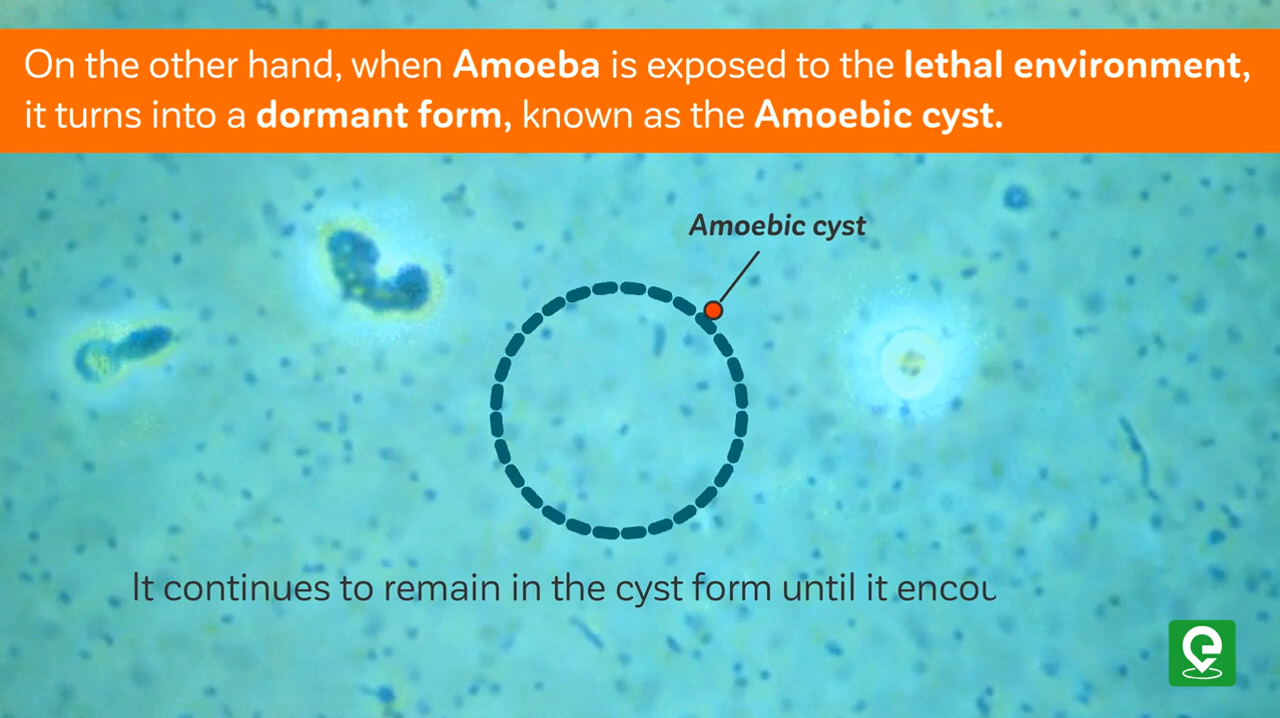 On the other hand, when Amoeba is exposed to the lethal environment,
it turns into a dormant form, known as the Amoebic cyst.
Amoebic cyst
It continues to remain in the cyst form until it